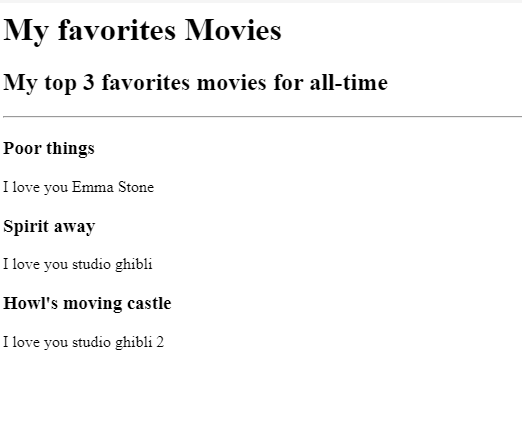 My favorites Movies
My top 3 favorites movies for all-time
Poor things
I love you Emma Stone
Spirit away
I love you studio ghibli
Howl's moving castle
I love you studio ghibli 2